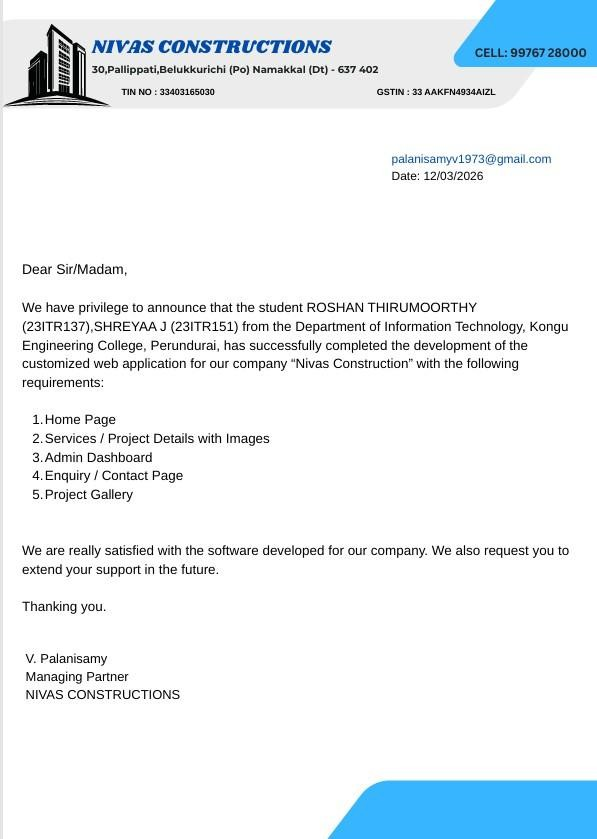 NIVAS CONSTRUCTIONS
CELL: 99767 28000
30,Pallippati,Belukkurichi (Po) Namakkal (Dt) - 637 402
TIN NO : 33403165030
GSTIN : 33 AAKFN4934AIZL
palanisamyv1973@gmail.com
Date: 12/03/2026
Dear Sir/Madam,
We have privilege to announce that the student ROSHAN THIRUMOORTHY
(23ITR137),SHREYAA J (23ITR151) from the Department of Information Technology, Kongu
Engineering College, Perundurai, has successfully completed the development of the
customized web application for our company “Nivas Construction” with the following
requirements:
1. Home Page
2. Services / Project Details with Images
3. Admin Dashboard
4. Enquiry / Contact Page
5. Project Gallery
We are really satisfied with the software developed for our company. We also request you to
extend your support in the future.
Thanking you.
V. Palanisamy
Managing Partner
NIVAS CONSTRUCTIONS